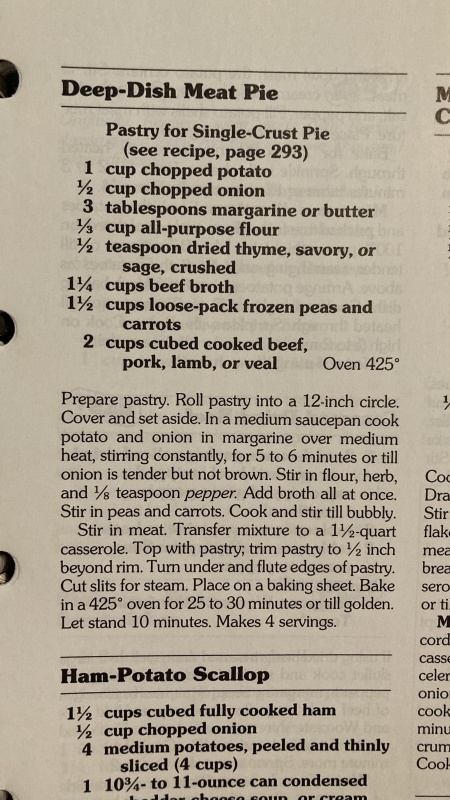 Deep-Dish Meat Pie
Pastry for Single-Crust Pie
(see recipe, page 293)
1 cup chopped potato
½ cup chopped onion
3 tablespoons margarine or butter
⅓ cup all-purpose flour
½ teaspoon dried thyme, savory, or
sage, crushed
1¼ cups beef broth
1½ cups loose-pack frozen peas and
carrots
2 cups cubed cooked beef,
pork, lamb, or veal Oven 425°
Prepare pastry. Roll pastry into a 12-inch circle.
Cover and set aside. In a medium saucepan cook
potato and onion in margarine over medium
heat, stirring constantly, for 5 to 6 minutes or till
onion is tender but not brown. Stir in flour, herb,
and ⅛ teaspoon pepper. Add broth all at once.
Stir in peas and carrots. Cook and stir till bubbly.
Stir in meat. Transfer mixture to a 1½-quart
casserole. Top with pastry; trim pastry to ½ inch
beyond rim. Turn under and flute edges of pastry.
Cut slits for steam. Place on a baking sheet. Bake
in a 425° oven for 25 to 30 minutes or till golden.
Let stand 10 minutes. Makes 4 servings.
Ham-Potato Scallop
1½ cups cubed fully cooked ham
½ cup chopped onion
4 medium potatoes, peeled and thinly
sliced (4 cups)
1 10¾- to 11-ounce can condensed
cheese soup, or cream